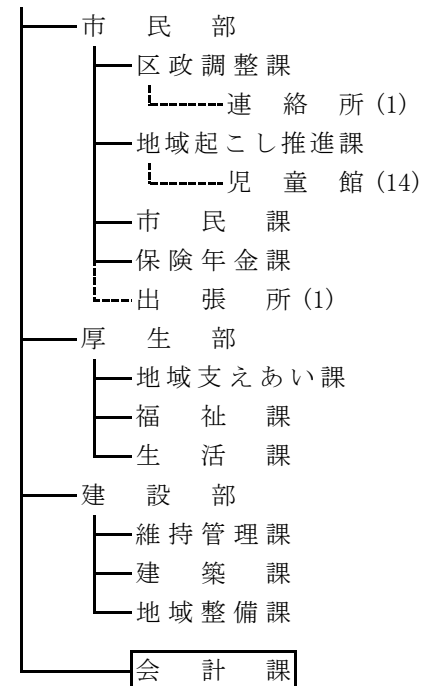 市民部
区政調整課
連絡所(1)
地域起こし推進課
児童館(14)
市民課
保険年金課
出張所(1)
厚生部
地域支えあい課
福祉課
生活課
建設部
維持管理課
建築課
地域整備課
会計課